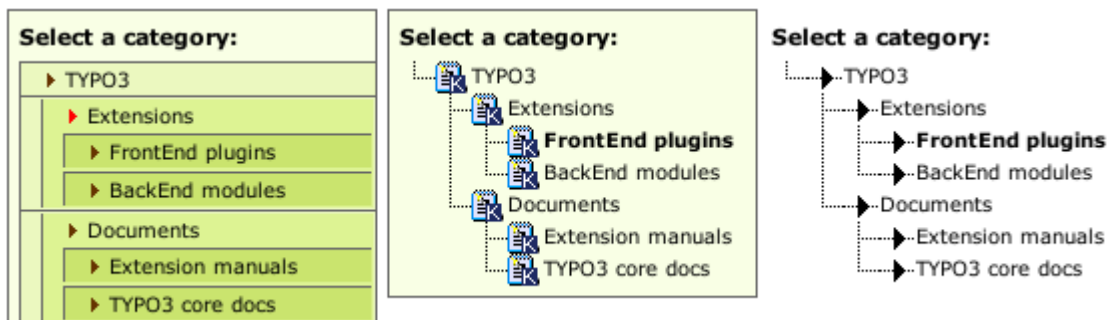 Select a category:
TYPO3
Extensions
FrontEnd plugins
BackEnd modules
Documents
Extension manuals
TYPO3 core docs
Select a category:
TYPO3
Extensions
FrontEnd plugins
BackEnd modules
Documents
Extension manuals
TYPO3 core docs
Select a category:
TYPO3
Extensions
FrontEnd plugins
BackEnd modules
Documents
Extension manuals
TYPO3 core docs